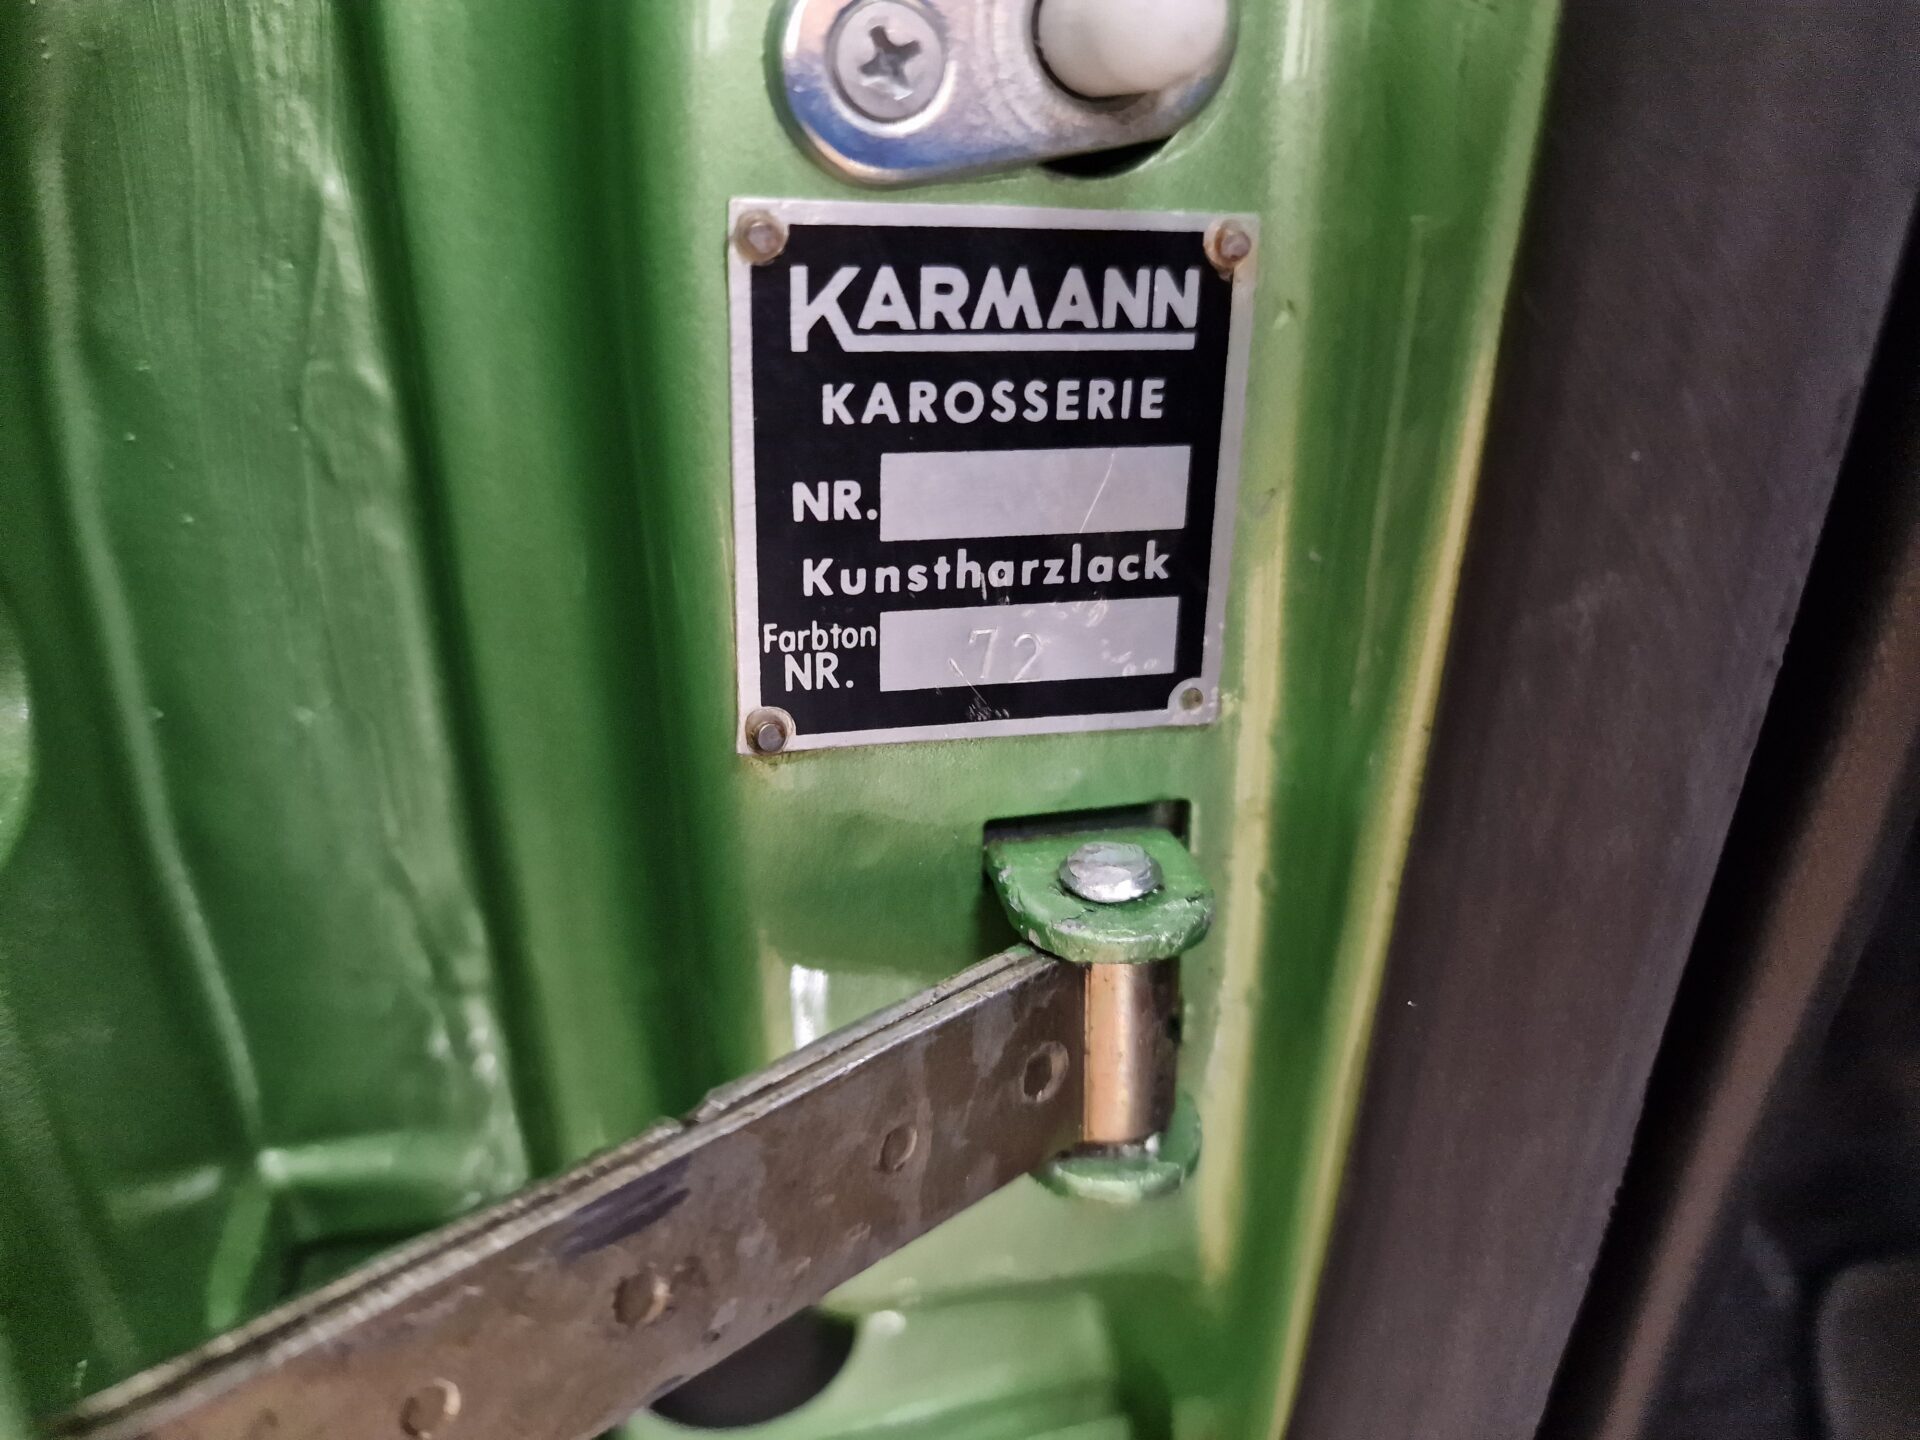 KARMANN
KAROSSERIE
NR.
Kunstharzlack
Farbton
NR. 72